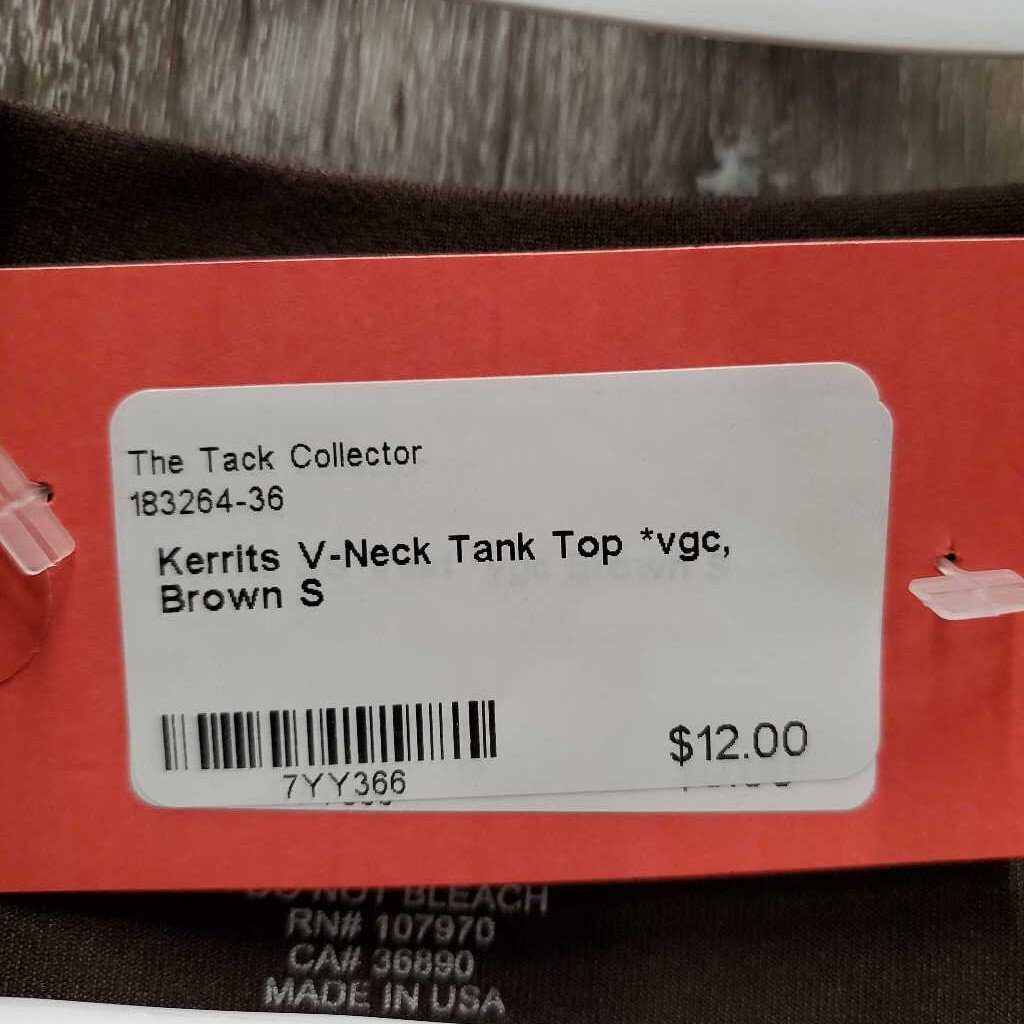 The Tack Collector
183264-36
Kerrits V-Neck Tank Top *vgc,
Brown S
7YY366
$12.00
DO NOT BLEACH
RN# 107970
CA# 36890
MADE IN USA